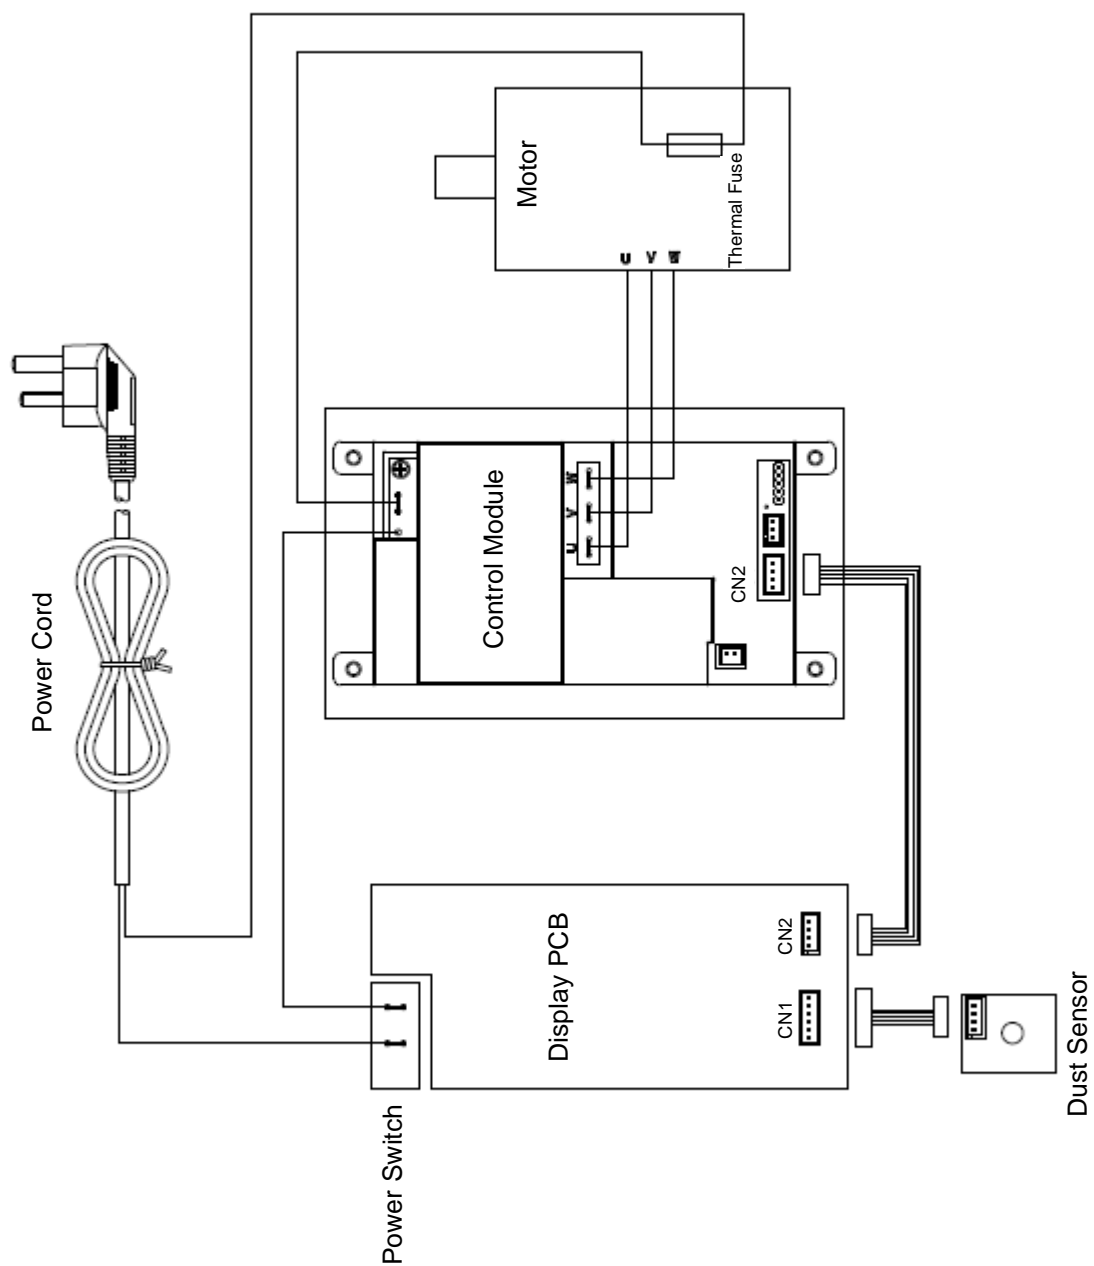 Power Cord
Motor
Thermal Fuse
U
V
W
Control Module
U
V
W
CN2
Display PCB
CN2
CN1
Power Switch
Dust Sensor